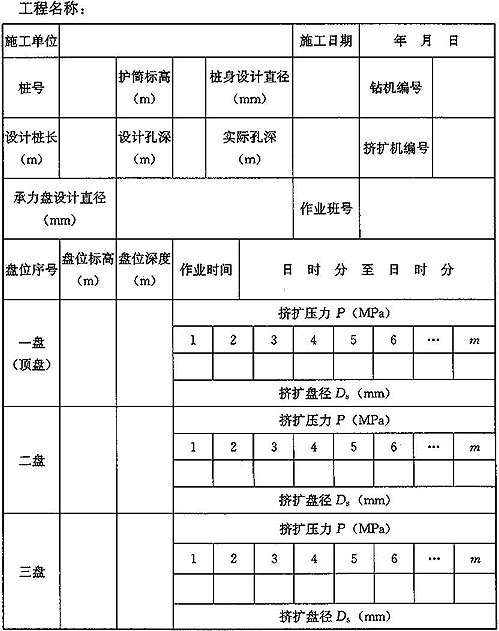 工程名称：
施工单位 施工日期 年 月 日
桩号 护筒标高（m） 桩身设计直径（mm） 钻机编号
设计桩长（m） 设计孔深（m） 实际孔深（m） 挤扩机编号
承力盘设计直径（mm） 作业班号
盘位序号 盘位标高（m） 盘位深度（m） 作业时间 日 时 分 至 日 时 分
一盘（顶盘）
挤扩压力 P（MPa）
1 2 3 4 5 6 … m
挤扩盘径 Ds（mm）
二盘
挤扩压力 P（MPa）
1 2 3 4 5 6 … m
挤扩盘径 Ds（mm）
三盘
挤扩压力 P（MPa）
1 2 3 4 5 6 … m
挤扩盘径 Ds（mm）